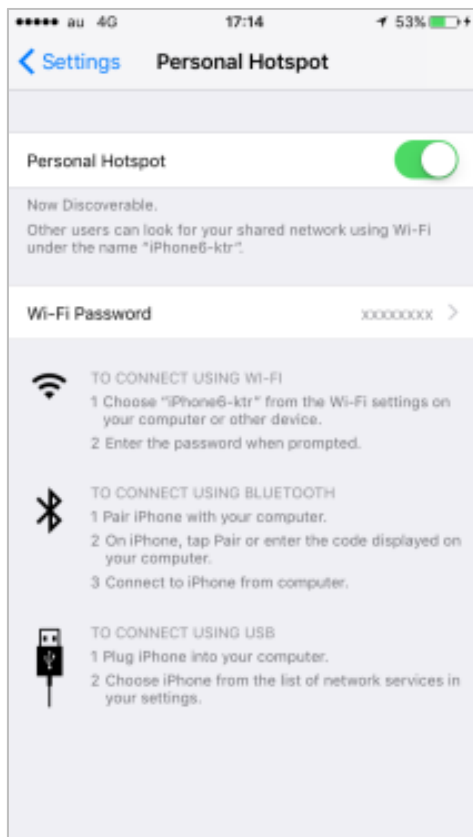 au 4G 17:14 53%
Settings Personal Hotspot
Personal Hotspot
Now Discoverable.
Other users can look for your shared network using Wi-Fi
under the name "iPhone6-ktr".
Wi-Fi Password xxxxxxxx
TO CONNECT USING WI-FI
1 Choose "iPhone6-ktr" from the Wi-Fi settings on
your computer or other device.
2 Enter the password when prompted.
TO CONNECT USING BLUETOOTH
1 Pair iPhone with your computer.
2 On iPhone, tap Pair or enter the code displayed on
your computer.
3 Connect to iPhone from computer.
TO CONNECT USING USB
1 Plug iPhone into your computer.
2 Choose iPhone from the list of network services in
your settings.